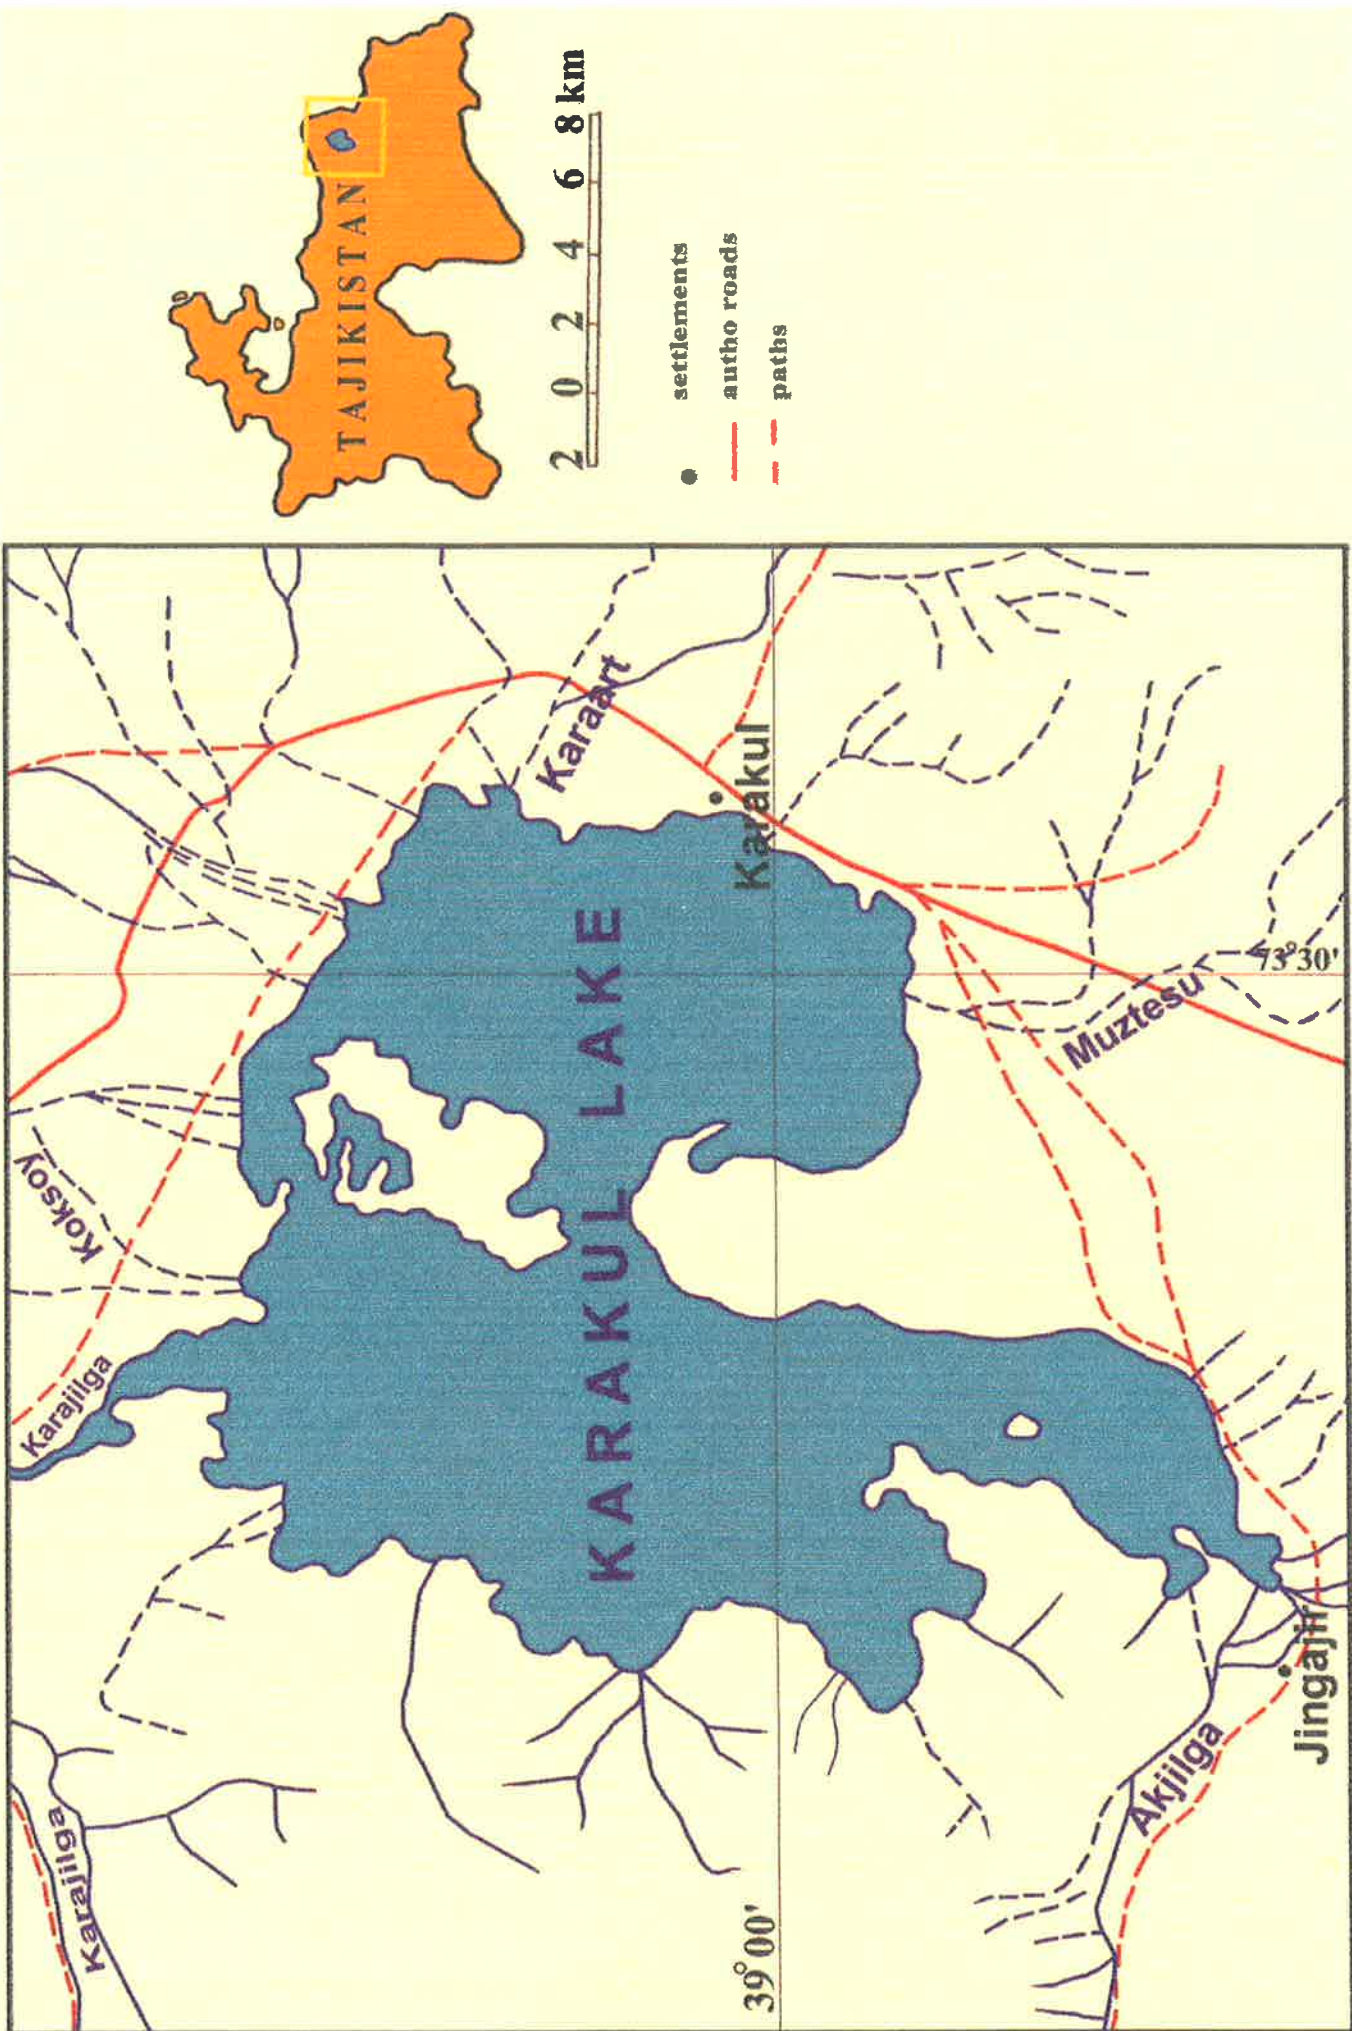 TAJIKISTAN
2 0 2 4 6 8 km
settlements
autho roads
paths
Karajilga
Karajilga
Koksoy
Karaart
KARAKUL LAKE
Karakul
39°00'
73°30'
Muztesu
Akjilga
Jingajir